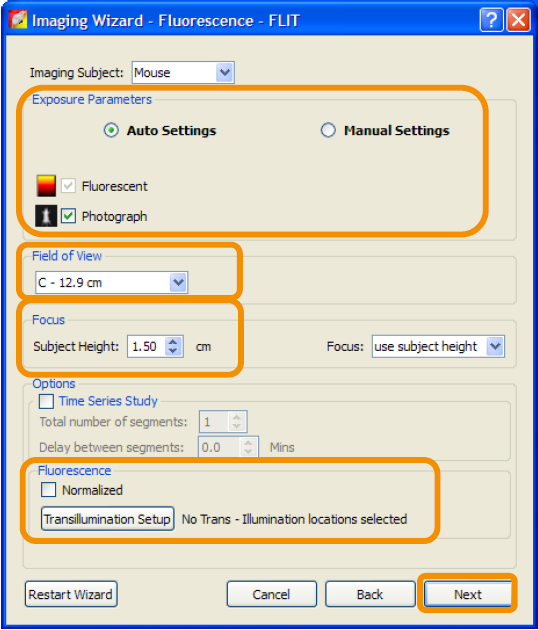 Imaging Wizard - Fluorescence - FLIT
Imaging Subject: Mouse
Exposure Parameters
Auto Settings Manual Settings
Fluorescent
Photograph
Field of View
C - 12.9 cm
Focus
Subject Height: 1.50 cm Focus: use subject height
Options
Time Series Study
Total number of segments: 1
Delay between segments: 0.0 Mins
Fluorescence
Normalized
Transillumination Setup No Trans - Illumination locations selected
Restart Wizard Cancel Back Next